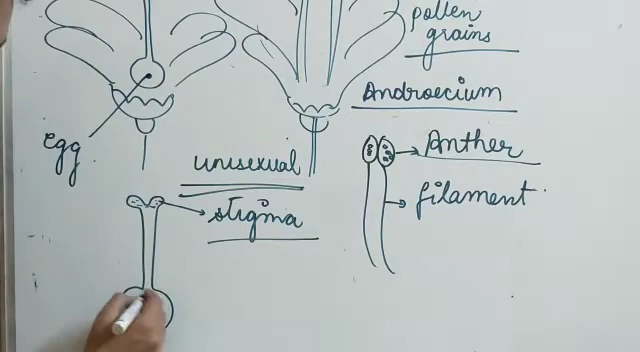 pollen
grains
Androecium
egg
Anther
unisexual
filament
stigma